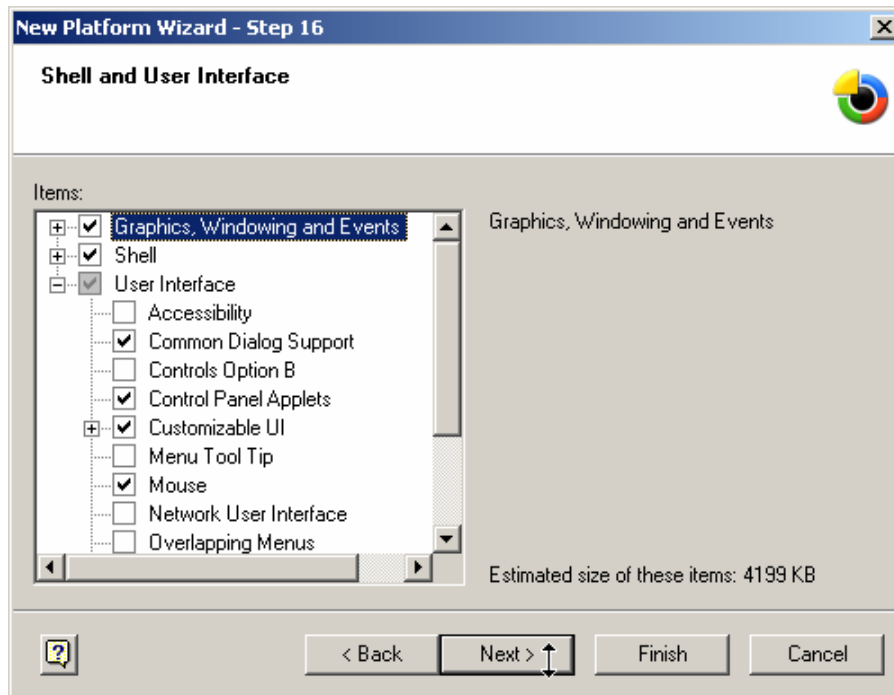 New Platform Wizard - Step 16
Shell and User Interface
Items:
Graphics, Windowing and Events
Shell
User Interface
Accessibility
Common Dialog Support
Controls Option B
Control Panel Applets
Customizable UI
Menu Tool Tip
Mouse
Network User Interface
Overlapping Menus
Graphics, Windowing and Events
Estimated size of these items: 4199 KB
?
< Back
Next >
Finish
Cancel